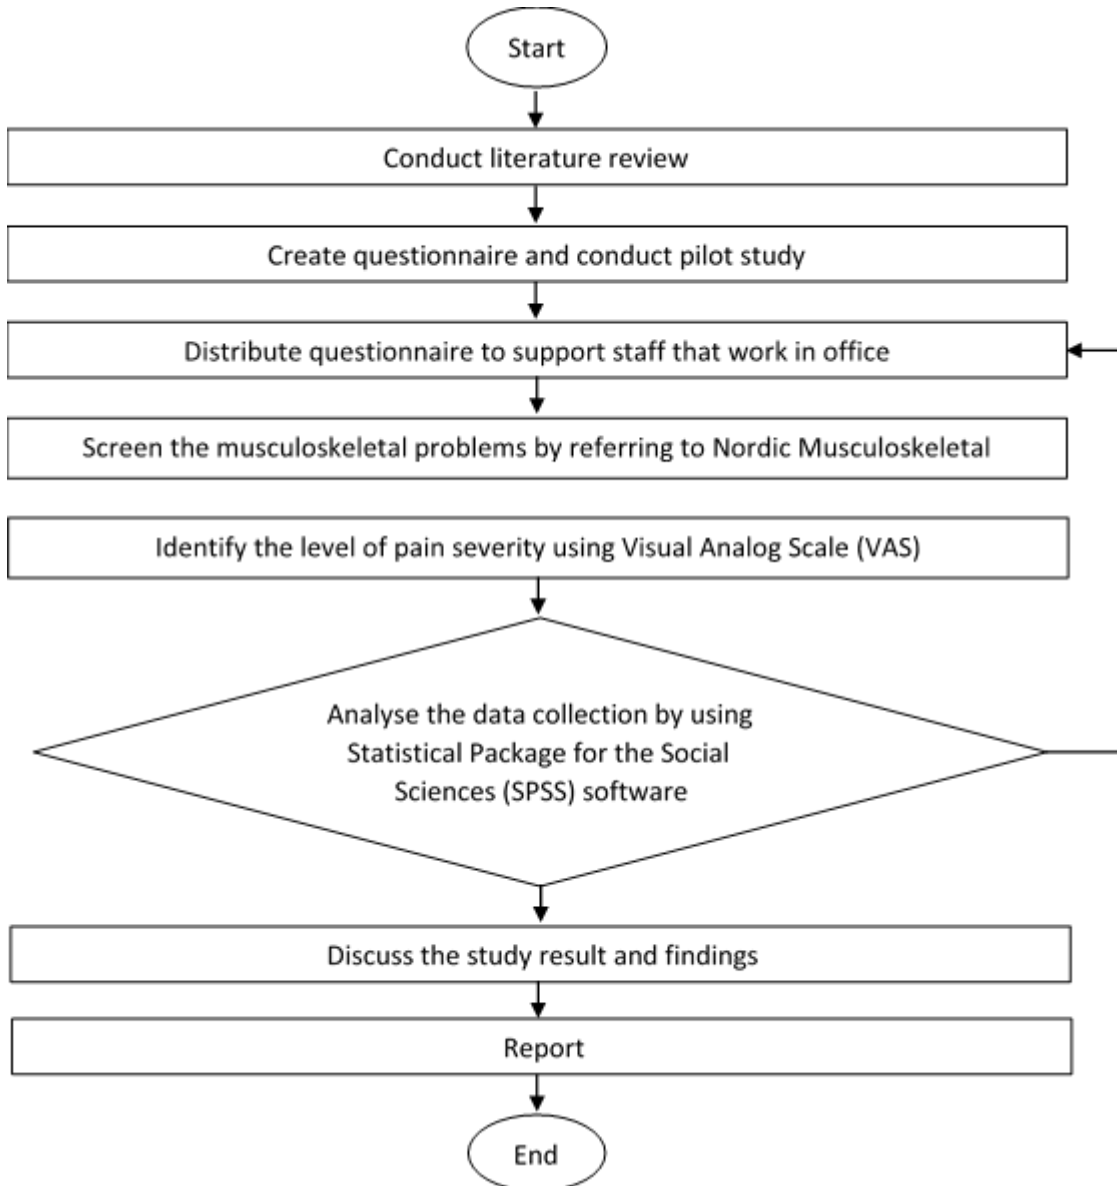 Start
Conduct literature review
Create questionnaire and conduct pilot study
Distribute questionnaire to support staff that work in office
Screen the musculoskeletal problems by referring to Nordic Musculoskeletal
Identify the level of pain severity using Visual Analog Scale (VAS)
Analyse the data collection by using
Statistical Package for the Social
Sciences (SPSS) software
Discuss the study result and findings
Report
End